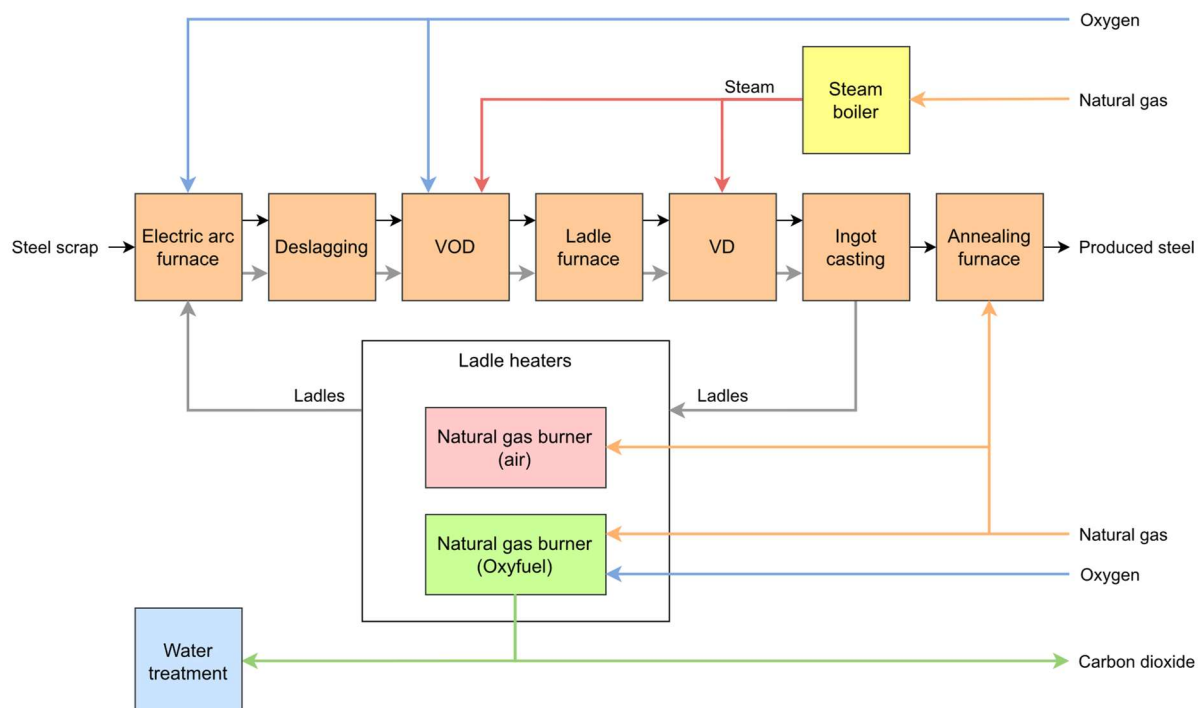 Oxygen
Steam
Steam
boiler
Natural gas
Steel scrap
Electric arc
furnace
Deslagging
VOD
Ladle
furnace
VD
Ingot
casting
Annealing
furnace
Produced steel
Ladle heaters
Ladles
Ladles
Natural gas burner
(air)
Natural gas burner
(Oxyfuel)
Natural gas
Oxygen
Water
treatment
Carbon dioxide